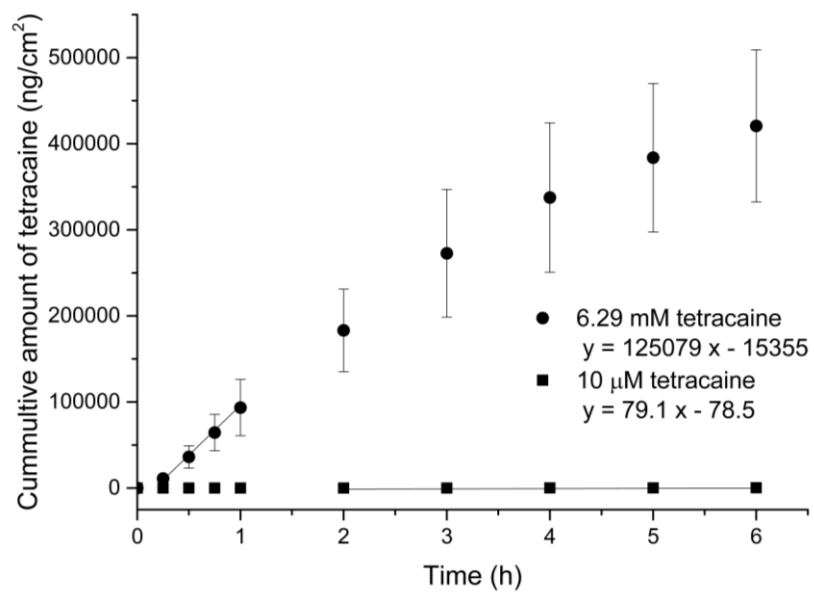 Cummultive amount of tetracaine (ng/cm²)
500000
400000
300000
200000
100000
0
6.29 mM tetracaine
y = 125079 x - 15355
10 μM tetracaine
y = 79.1 x - 78.5
0 1 2 3 4 5 6
Time (h)